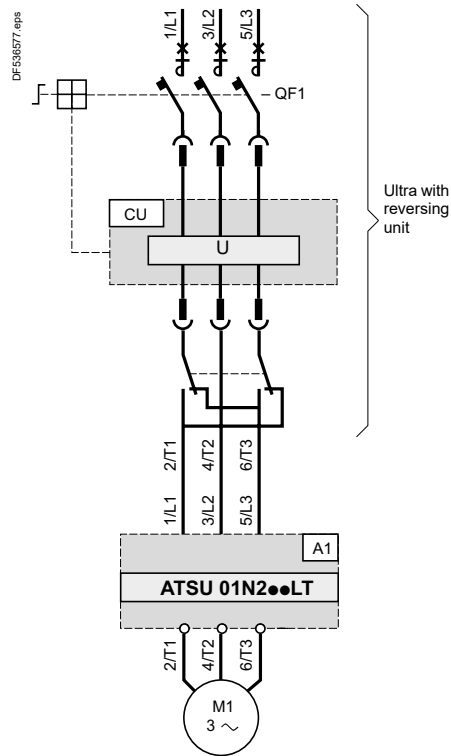 DF536577.eps
1/L1 3/L2 5/L3
QF1
Ultra with
reversing
unit
CU
U
2/T1 4/T2 6/T3
1/L1 3/L2 5/L3
A1
ATSU 01N2●●LT
2/T1 4/T2 6/T3
M1
3 ~